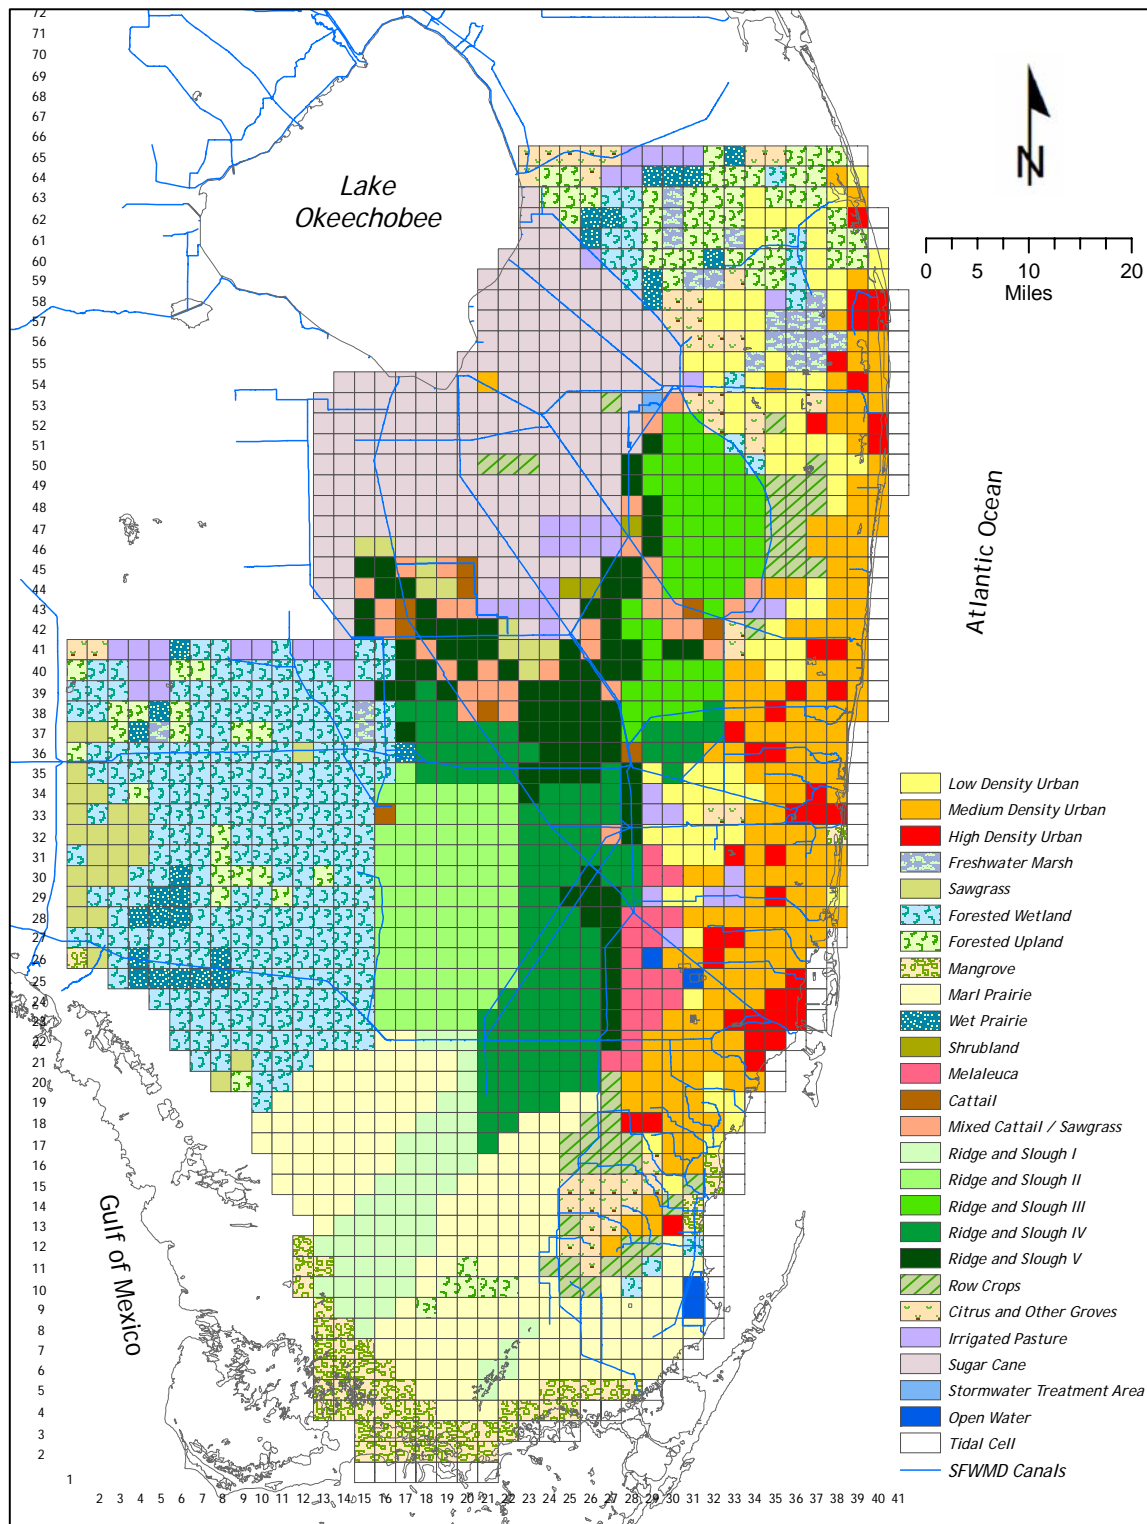 72
71
70
69
68
67
66
65
64
63
62
61
60
59
58
57
56
55
54
53
52
51
50
49
48
47
46
45
44
43
42
41
40
39
38
37
36
35
34
33
32
31
30
29
28
27
26
25
24
23
22
21
20
19
18
17
16
15
14
13
12
11
10
9
8
7
6
5
4
3
2
1
2 3 4 5 6 7 8 9 10 11 12 13 14 15 16 17 18 19 20 21 22 23 24 25 26 27 28 29 30 31 32 33 34 35 36 37 38 39 40 41
Lake
Okeechobee
N
0 5 10 20
Miles
Atlantic Ocean
Gulf of Mexico
Low Density Urban
Medium Density Urban
High Density Urban
Freshwater Marsh
Sawgrass
Forested Wetland
Forested Upland
Mangrove
Marl Prairie
Wet Prairie
Shrubland
Melaleuca
Cattail
Mixed Cattail / Sawgrass
Ridge and Slough I
Ridge and Slough II
Ridge and Slough III
Ridge and Slough IV
Ridge and Slough V
Row Crops
Citrus and Other Groves
Irrigated Pasture
Sugar Cane
Stormwater Treatment Area
Open Water
Tidal Cell
SFWMD Canals